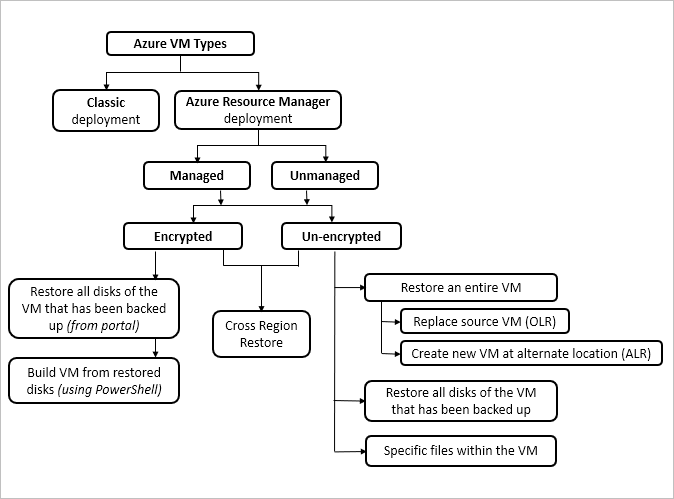 Azure VM Types
Classic
deployment
Azure Resource Manager
deployment
Managed
Unmanaged
Encrypted
Un-encrypted
Restore all disks of the
VM that has been backed
up (from portal)
Build VM from restored
disks (using PowerShell)
Cross Region
Restore
Restore an entire VM
Replace source VM (OLR)
Create new VM at alternate location (ALR)
Restore all disks of the VM
that has been backed up
Specific files within the VM